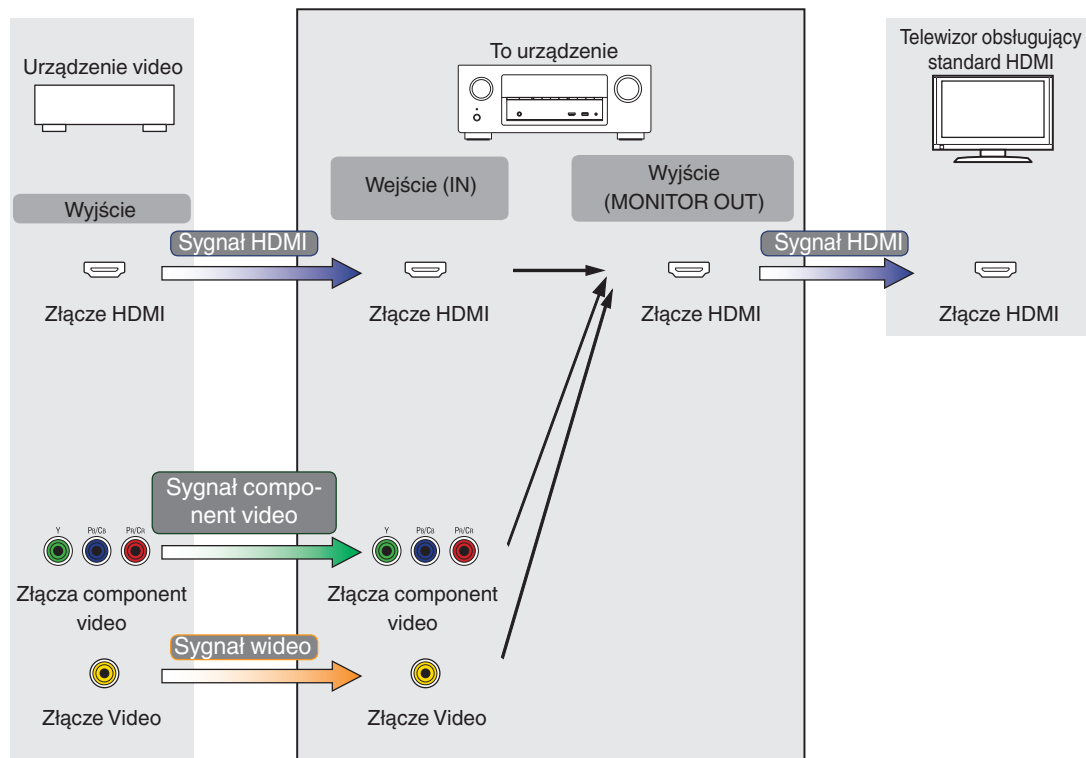 Urządzenie video
To urządzenie
Telewizor obsługujący
standard HDMI
Wyjście
Wejście (IN)
Wyjście
(MONITOR OUT)
Sygnał HDMI
Sygnał HDMI
Złącze HDMI
Złącze HDMI
Złącze HDMI
Złącze HDMI
Sygnał compo-
nent video
Y PB/CB PR/CR
Y PB/CB PR/CR
Złącza component
video
Złącza component
video
Sygnał wideo
Złącze Video
Złącze Video